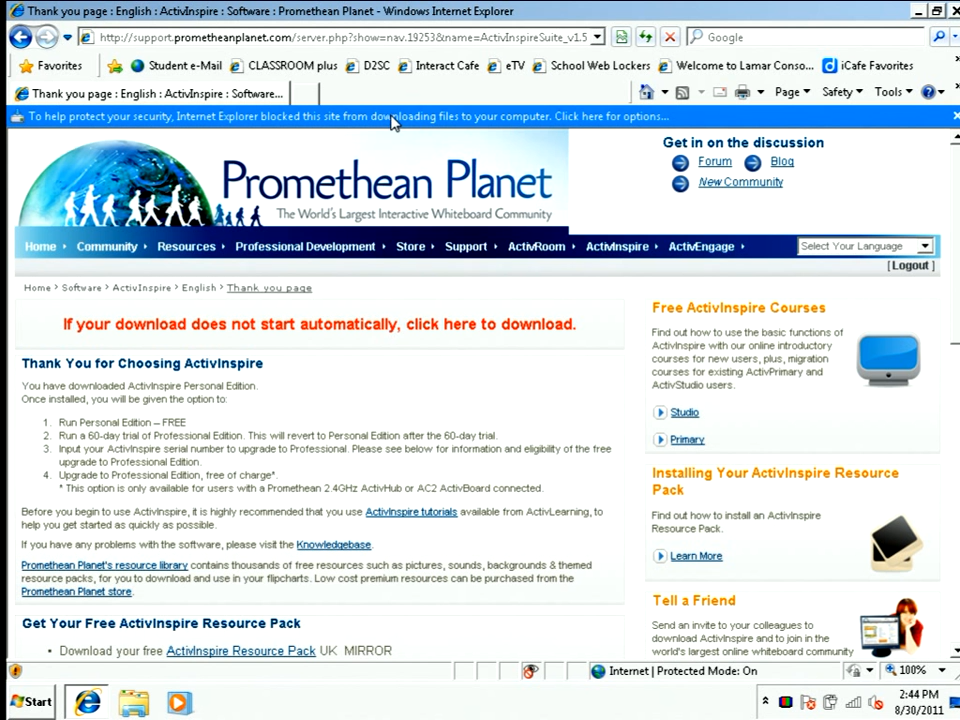 Thank you page : English : ActivInspire : Software : Promethean Planet - Windows Internet Explorer
http://support.prometheanplanet.com/server.php?show=nav.19253&name=ActivInspireSuite_v1.5
Google
Favorites Student e-Mail CLASSROOM plus D2SC Interact Cafe eTV School Web Lockers Welcome to Lamar Conso... iCafe Favorites
Thank you page : English : ActivInspire : Software...
Page Safety Tools
To help protect your security, Internet Explorer blocked this site from downloading files to your computer. Click here for options...
Promethean Planet
The World's Largest Interactive Whiteboard Community
Get in on the discussion
Forum Blog
New Community
Home Community Resources Professional Development Store Support ActivRoom ActivInspire ActivEngage Select Your Language
[ Logout ]
Home > Software > ActivInspire > English > Thank you page
If your download does not start automatically, click here to download.
Thank You for Choosing ActivInspire
You have downloaded ActivInspire Personal Edition.
Once installed, you will be given the option to:
1. Run Personal Edition – FREE
2. Run a 60-day trial of Professional Edition. This will revert to Personal Edition after the 60-day trial.
3. Input your ActivInspire serial number to upgrade to Professional. Please see below for information and eligibility of the free
upgrade to Professional Edition.
4. Upgrade to Professional Edition, free of charge*.
* This option is only available for users with a Promethean 2.4GHz ActivHub or AC2 ActivBoard connected.
Before you begin to use ActivInspire, it is highly recommended that you use ActivInspire tutorials available from ActivLearning, to
help you get started as quickly as possible.
If you have any problems with the software, please visit the Knowledgebase.
Promethean Planet's resource library contains thousands of free resources such as pictures, sounds, backgrounds & themed
resource packs, for you to download and use in your flipcharts. Low cost premium resources can be purchased from the
Promethean Planet store.
Get Your Free ActivInspire Resource Pack
• Download your free ActivInspire Resource Pack UK MIRROR
Free ActivInspire Courses
Find out how to use the basic functions of
ActivInspire with our online introductory
courses for new users, plus, migration
courses for existing ActivPrimary and
ActivStudio users.
Studio
Primary
Installing Your ActivInspire Resource
Pack
Find out how to install an ActivInspire
Resource Pack.
Learn More
Tell a Friend
Send an invite to your colleagues to
download ActivInspire and to join in the
world's largest online whiteboard community
Internet | Protected Mode: On
100%
Start
2:44 PM
8/30/2011